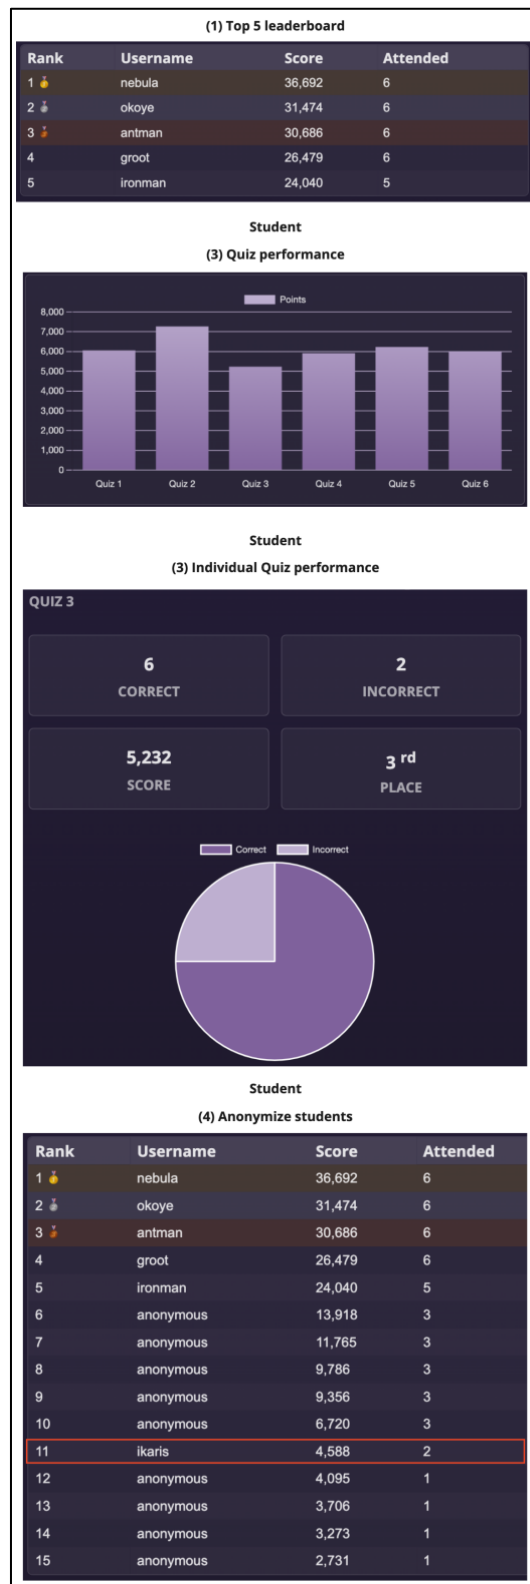 (1) Top 5 leaderboard
Rank Username Score Attended
1 nebula 36,692 6
2 okoye 31,474 6
3 antman 30,686 6
4 groot 26,479 6
5 ironman 24,040 5
Student
(3) Quiz performance
Points
8,000
7,000
6,000
5,000
4,000
3,000
2,000
1,000
0
Quiz 1 Quiz 2 Quiz 3 Quiz 4 Quiz 5 Quiz 6
Student
(3) Individual Quiz performance
QUIZ 3
6 2
CORRECT INCORRECT
5,232 3 rd
SCORE PLACE
Correct Incorrect
Student
(4) Anonymize students
Rank Username Score Attended
1 nebula 36,692 6
2 okoye 31,474 6
3 antman 30,686 6
4 groot 26,479 6
5 ironman 24,040 5
6 anonymous 13,918 3
7 anonymous 11,765 3
8 anonymous 9,786 3
9 anonymous 9,356 3
10 anonymous 6,720 3
11 ikaris 4,588 2
12 anonymous 4,095 1
13 anonymous 3,706 1
14 anonymous 3,273 1
15 anonymous 2,731 1